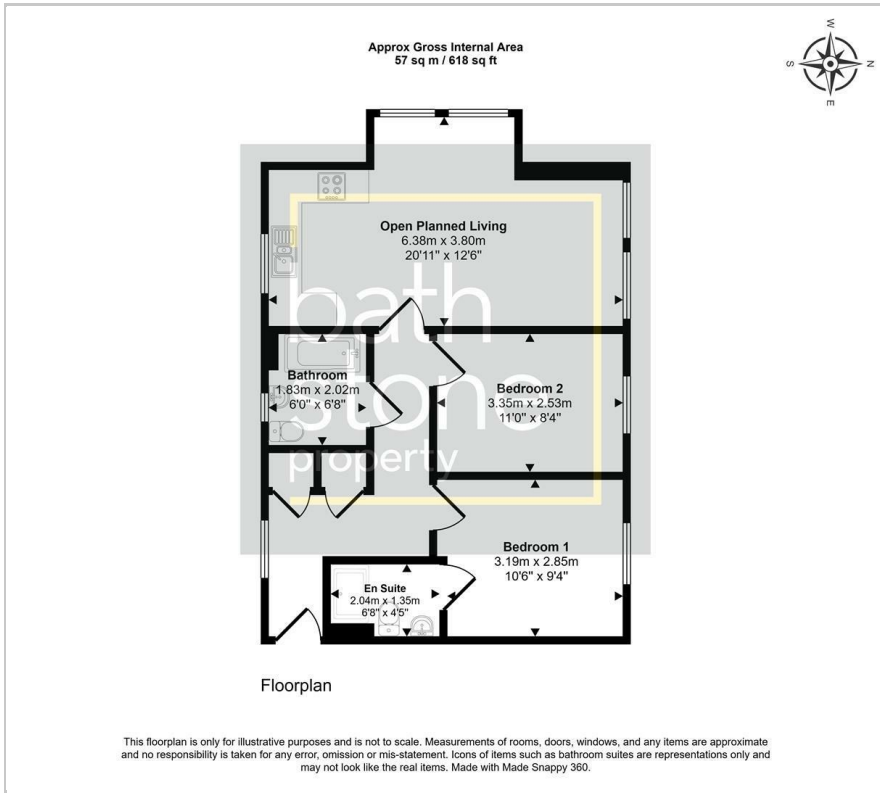 Approx Gross Internal Area
57 sq m / 618 sq ft
W
S
N
E
Open Planned Living
6.38m x 3.80m
20'11" x 12'6"
bath
stone
property
Bathroom
1.83m x 2.02m
6'0" x 6'8"
Bedroom 2
3.35m x 2.53m
11'0" x 8'4"
Bedroom 1
3.19m x 2.85m
10'6" x 9'4"
En Suite
2.04m x 1.35m
6'8" x 4'5"
Floorplan
This floorplan is only for illustrative purposes and is not to scale. Measurements of rooms, doors, windows, and any items are approximate
and no responsibility is taken for any error, omission or mis-statement. Icons of items such as bathroom suites are representations only and
may not look like the real items. Made with Made Snappy 360.